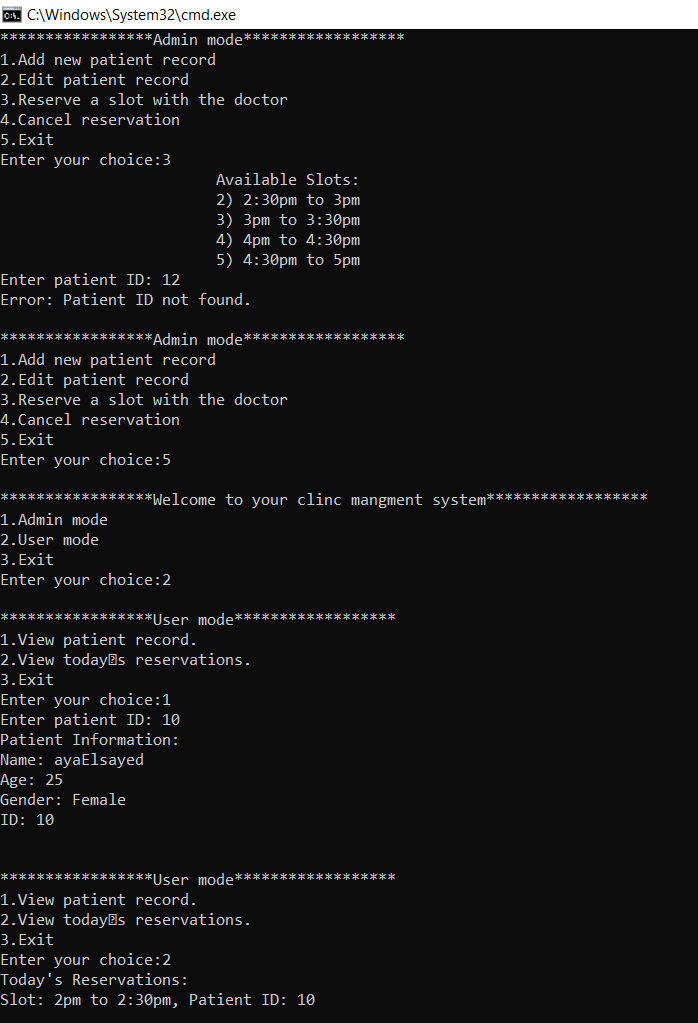 C:\Windows\System32\cmd.exe
*****************Admin mode******************
1.Add new patient record
2.Edit patient record
3.Reserve a slot with the doctor
4.Cancel reservation
5.Exit
Enter your choice:3
Available Slots:
2) 2:30pm to 3pm
3) 3pm to 3:30pm
4) 4pm to 4:30pm
5) 4:30pm to 5pm
Enter patient ID: 12
Error: Patient ID not found.
*****************Admin mode******************
1.Add new patient record
2.Edit patient record
3.Reserve a slot with the doctor
4.Cancel reservation
5.Exit
Enter your choice:5
*****************Welcome to your clinc mangment system******************
1.Admin mode
2.User mode
3.Exit
Enter your choice:2
*****************User mode******************
1.View patient record.
2.View today�s reservations.
3.Exit
Enter your choice:1
Enter patient ID: 10
Patient Information:
Name: ayaElsayed
Age: 25
Gender: Female
ID: 10
*****************User mode******************
1.View patient record.
2.View today�s reservations.
3.Exit
Enter your choice:2
Today's Reservations:
Slot: 2pm to 2:30pm, Patient ID: 10